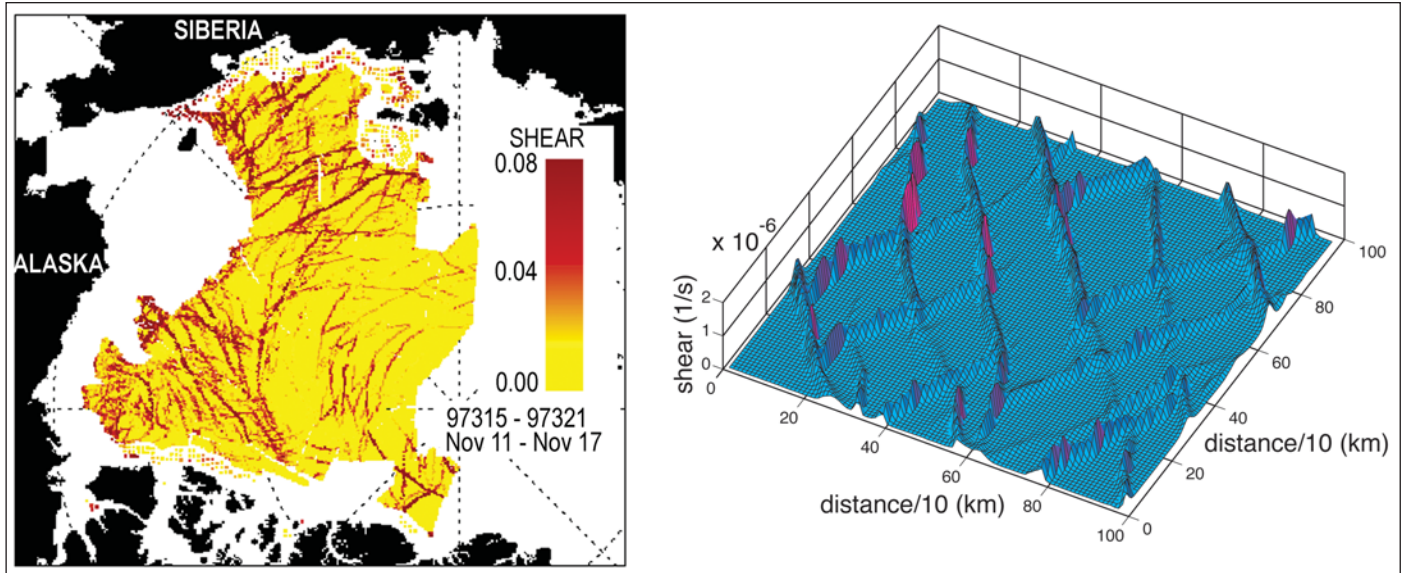 SIBERIA
ALASKA
SHEAR
0.08
0.04
0.00
97315 - 97321
Nov 11 - Nov 17
x 10-6
shear (1/s)
2
1
0
0
20
40
60
80
100
distance/10 (km)
0
20
40
60
80
100
distance/10 (km)